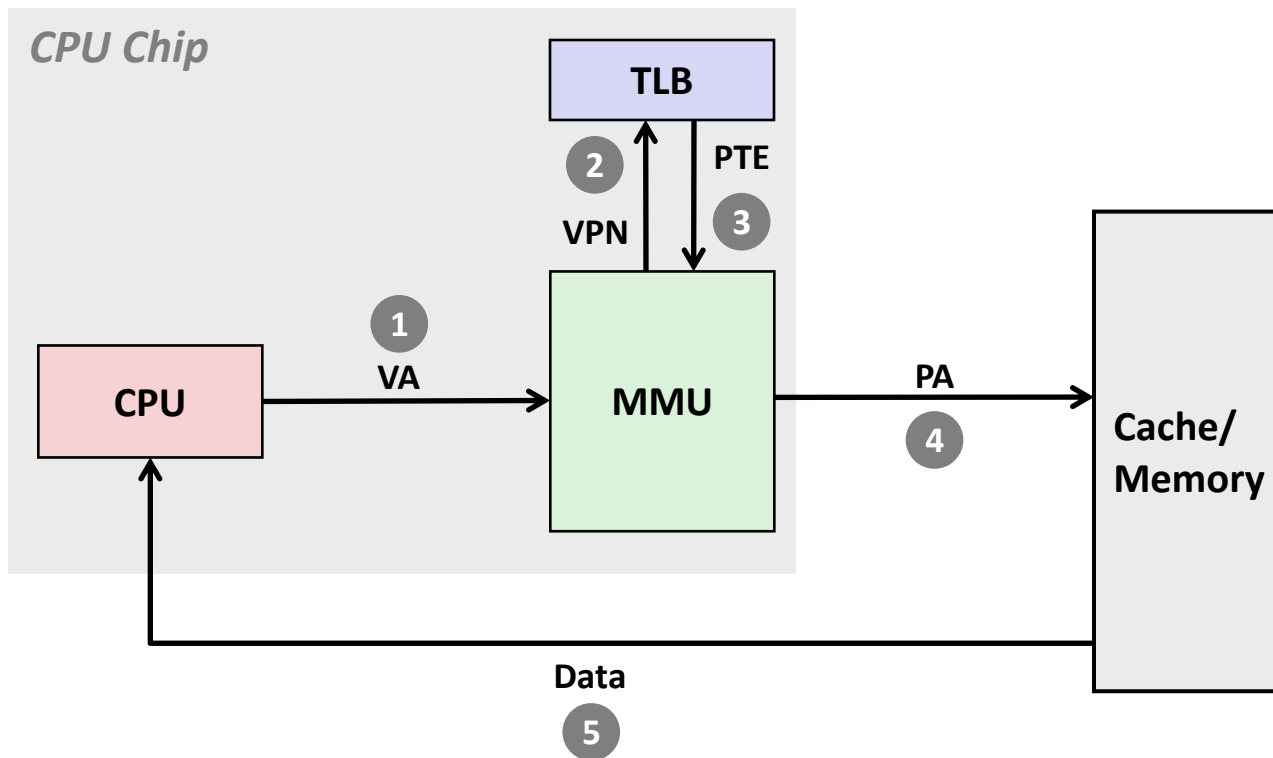 CPU Chip
TLB
2
PTE
VPN
3
1
VA
CPU
MMU
PA
4
Cache/
Memory
Data
5